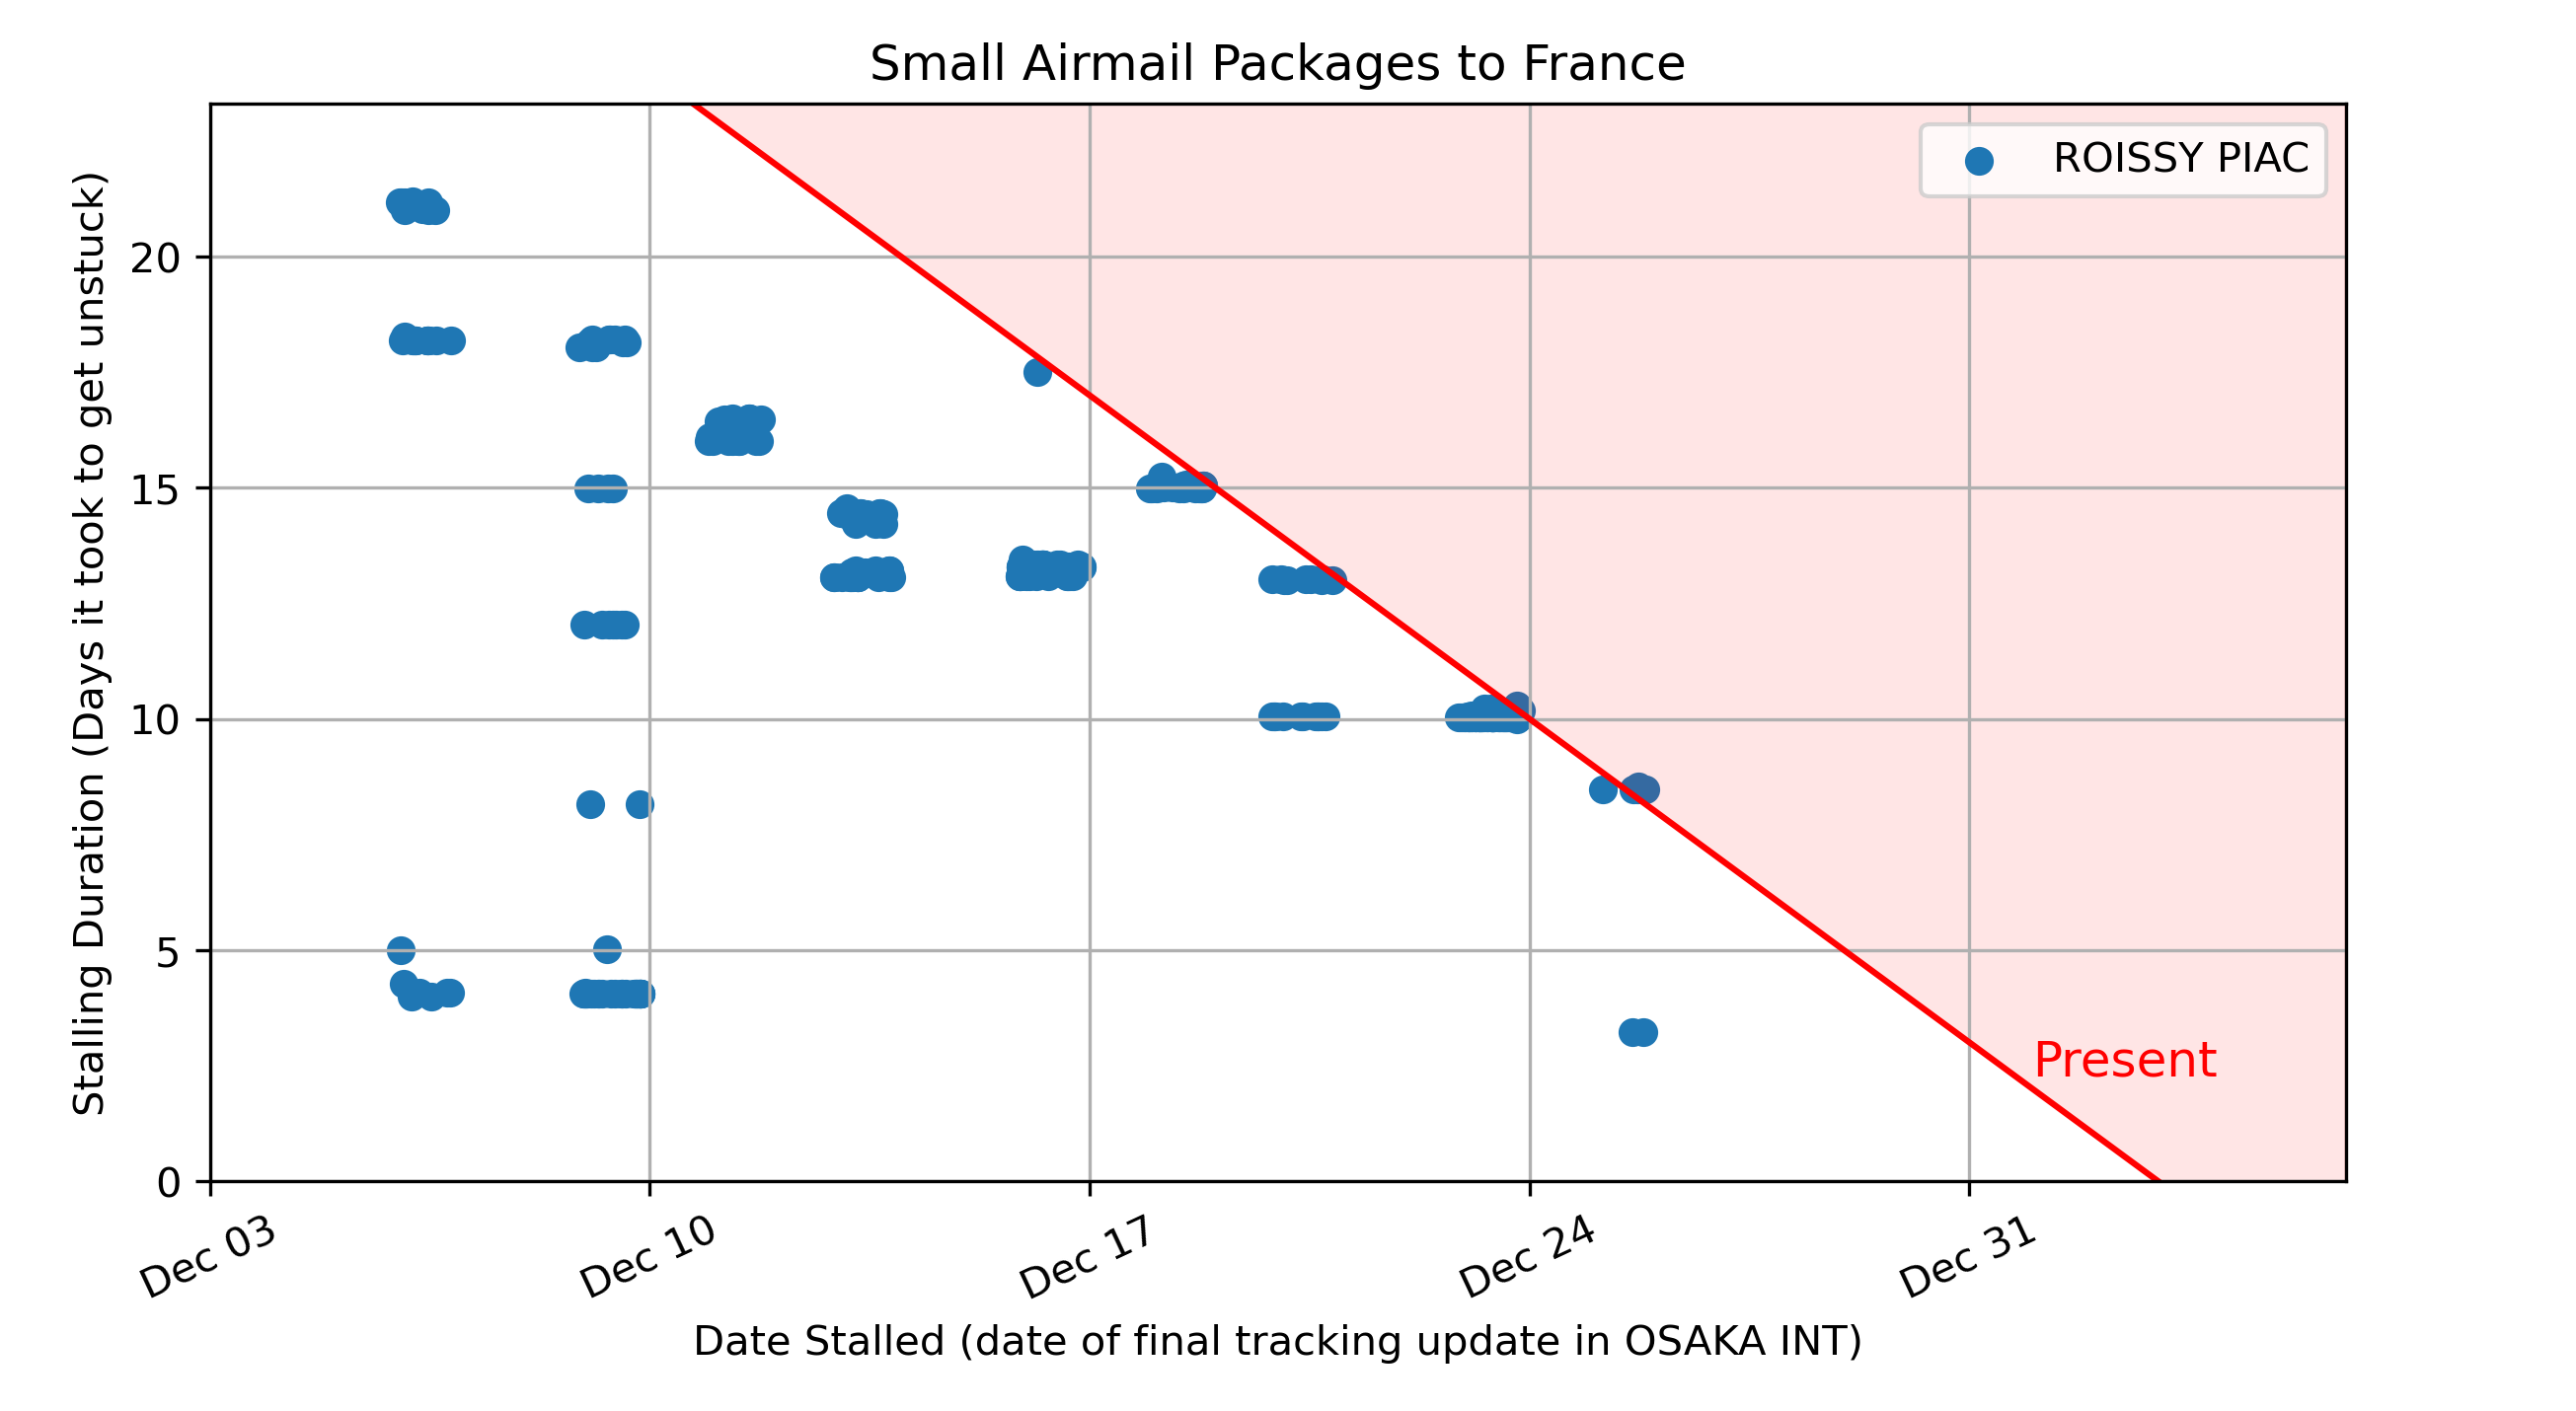 Small Airmail Packages to France
ROISSY PIAC
Stalling Duration (Days it took to get unstuck)
20
15
10
5
0
Present
Dec 03
Dec 10
Dec 17
Dec 24
Dec 31
Date Stalled (date of final tracking update in OSAKA INT)